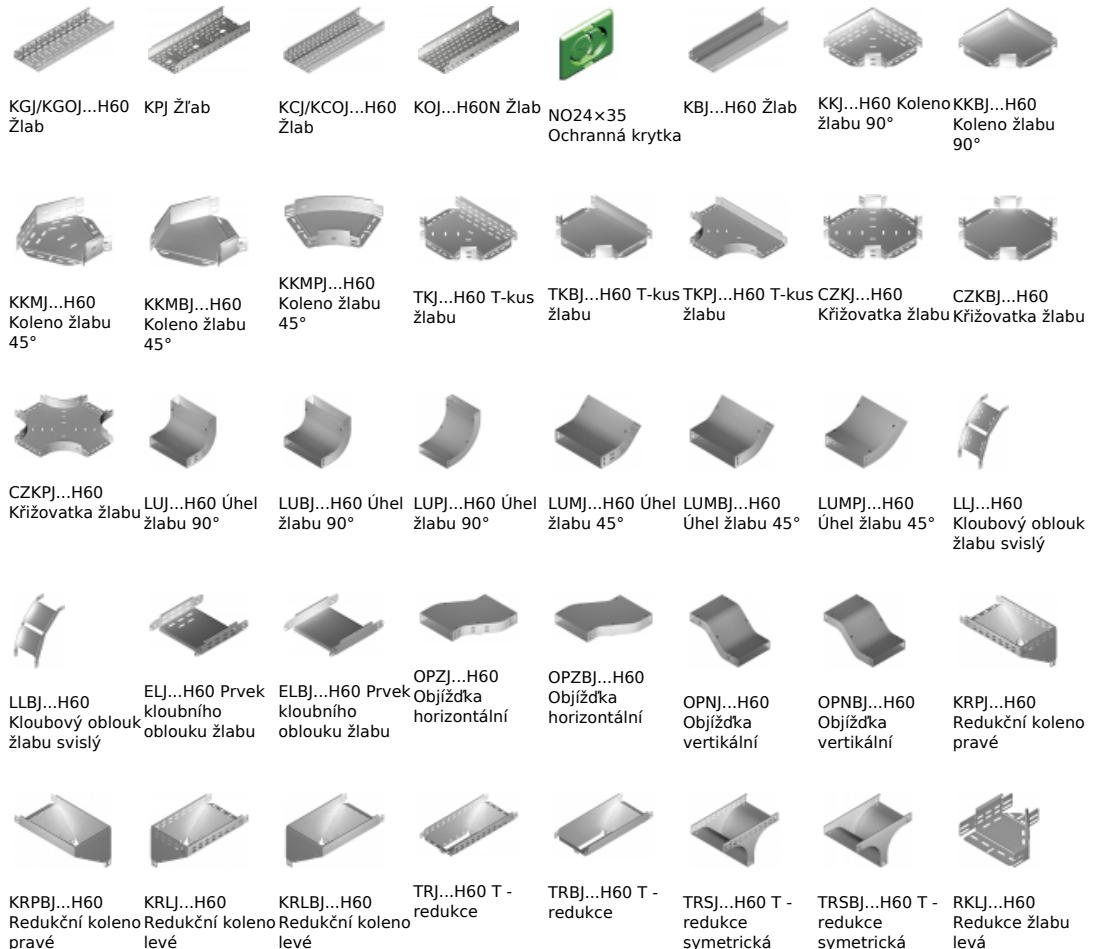 KGJ/KGOJ...H60
Žlab
KPJ Žľab
KCJ/KCOJ...H60
Žlab
KOJ...H60N Žlab
NO24×35
Ochranná krytka
KBJ...H60 Žlab
KKJ...H60 Koleno
žlabu 90°
KKBJ...H60
Koleno žlabu
90°
KKMJ...H60
Koleno žlabu
45°
KKMBJ...H60
Koleno žlabu
45°
KKMPJ...H60
Koleno žlabu
45°
TKJ...H60 T-kus
žlabu
TKBJ...H60 T-kus
žlabu
TKPJ...H60 T-kus
žlabu
CZKJ...H60
Křižovatka žlabu
CZKBJ...H60
Křižovatka žlabu
CZKPJ...H60
Křižovatka žlabu
LUJ...H60 Úhel
žlabu 90°
LUBJ...H60 Úhel
žlabu 90°
LUPJ...H60 Úhel
žlabu 90°
LUMJ...H60 Úhel
žlabu 45°
LUMBJ...H60
Úhel žlabu 45°
LUMPJ...H60
Úhel žlabu 45°
LLJ...H60
Kloubový oblouk
žlabu svislý
LLBJ...H60
Kloubový oblouk
žlabu svislý
ELJ...H60 Prvek
kloubního
oblouku žlabu
ELBJ...H60 Prvek
kloubního
oblouku žlabu
OPZJ...H60
Objížďka
horizontální
OPZBJ...H60
Objížďka
horizontální
OPNJ...H60
Objížďka
vertikální
OPNBJ...H60
Objížďka
vertikální
KRPJ...H60
Redukční koleno
pravé
KRPBJ...H60
Redukční koleno
pravé
KRLJ...H60
Redukční koleno
levé
KRLBJ...H60
Redukční koleno
levé
TRJ...H60 T -
redukce
TRBJ...H60 T -
redukce
TRSJ...H60 T -
redukce
symetrická
TRSBJ...H60 T -
redukce
symetrická
RKLJ...H60
Redukce žlabu
levá